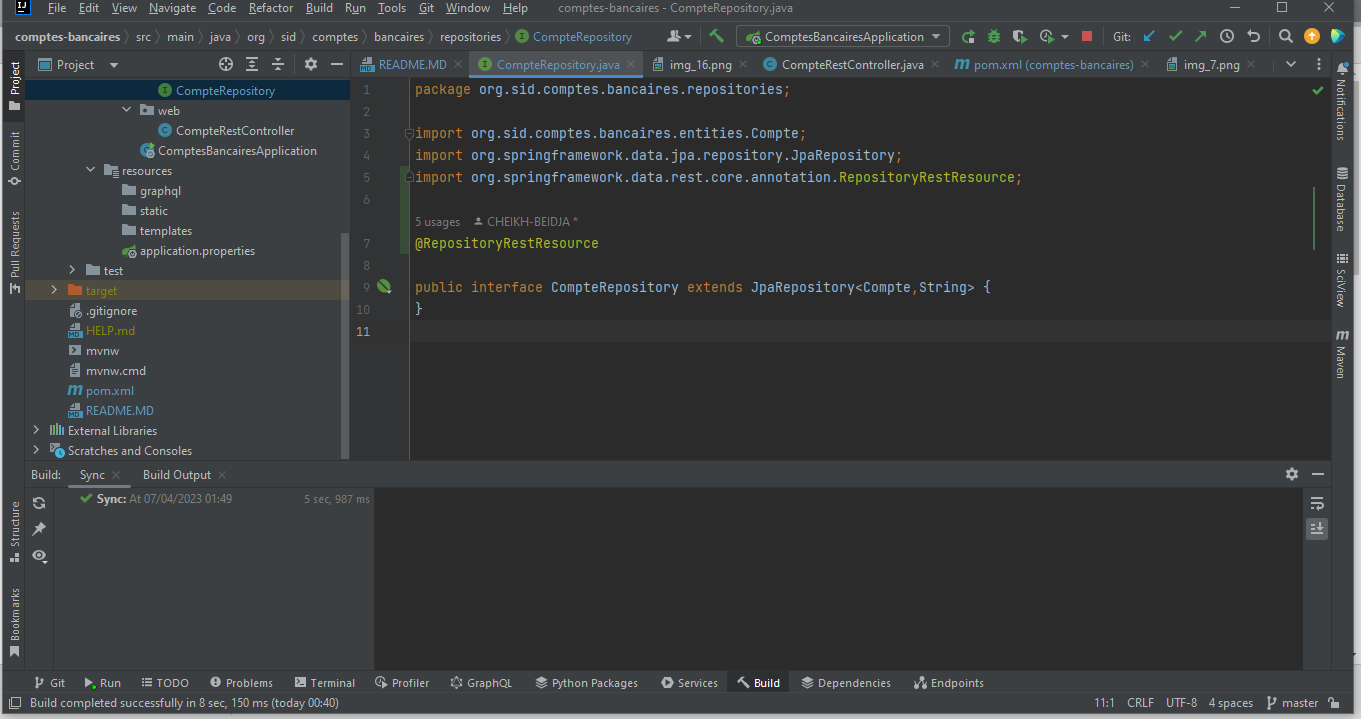 File Edit View Navigate Code Refactor Build Run Tools Git Window Help comptes-bancaires - CompteRepository.java
comptes-bancaires src main java org sid comptes bancaires repositories CompteRepository ComptesBancairesApplication Git:
Project
README.MD CompteRepository.java img_16.png CompteRestController.java pom.xml (comptes-bancaires) img_7.png
CompteRepository
web
CompteRestController
ComptesBancairesApplication
resources
graphql
static
templates
application.properties
test
target
.gitignore
HELP.md
mvnw
mvnw.cmd
pom.xml
README.MD
External Libraries
Scratches and Consoles
1 package org.sid.comptes.bancaires.repositories;
2
3 import org.sid.comptes.bancaires.entities.Compte;
4 import org.springframework.data.jpa.repository.JpaRepository;
5 import org.springframework.data.rest.core.annotation.RepositoryRestResource;
6
5 usages CHEIKH-BEIDJA *
7 @RepositoryRestResource
8
9 public interface CompteRepository extends JpaRepository<Compte,String> {
10 }
11
Project
Commit
Pull Requests
Structure
Bookmarks
Notifications
Database
SciView
Maven
Build: Sync Build Output
Sync: At 07/04/2023 01:49 5 sec, 987 ms
Git Run TODO Problems Terminal Profiler GraphQL Python Packages Services Build Dependencies Endpoints
Build completed successfully in 8 sec, 150 ms (today 00:40) 11:1 CRLF UTF-8 4 spaces master